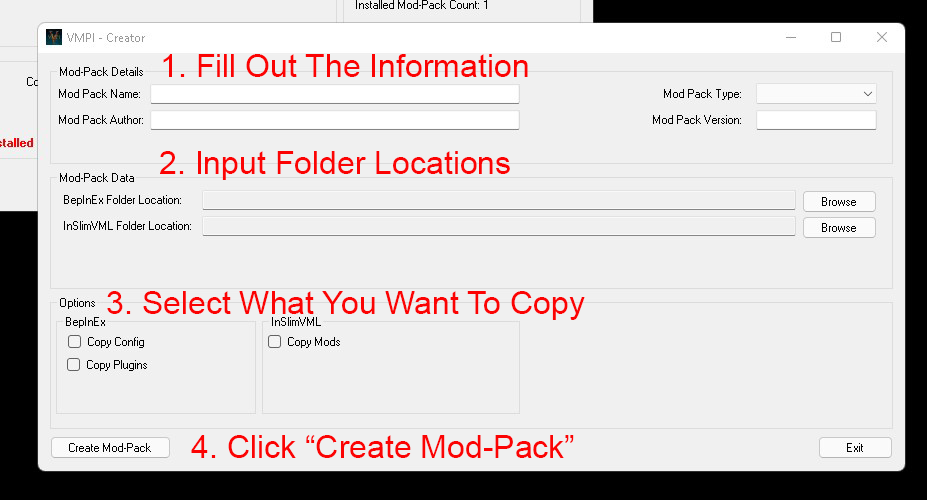 Installed Mod-Pack Count: 1
VMPI - Creator
1. Fill Out The Information
Mod-Pack Details
Mod Pack Name:
Mod Pack Type:
Mod Pack Author:
Mod Pack Version:
2. Input Folder Locations
Mod-Pack Data
BepInEx Folder Location:
Browse
InSlimVML Folder Location:
Browse
3. Select What You Want To Copy
Options
BepInEx
InSlimVML
Copy Config
Copy Mods
Copy Plugins
Create Mod-Pack
4. Click “Create Mod-Pack”
Exit